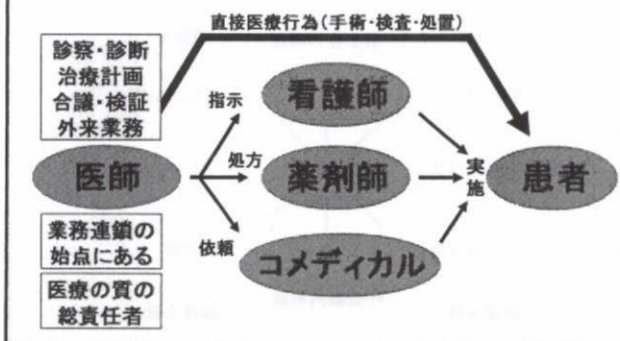 直接医療行為(手術・検査・処置)
診察・診断
治療計画
合議・検証
外来業務
医師
業務連鎖の
始点にある
医療の質の
総責任者
指示
処方
依頼
看護師
薬剤師
コメディカル
実
施
患者